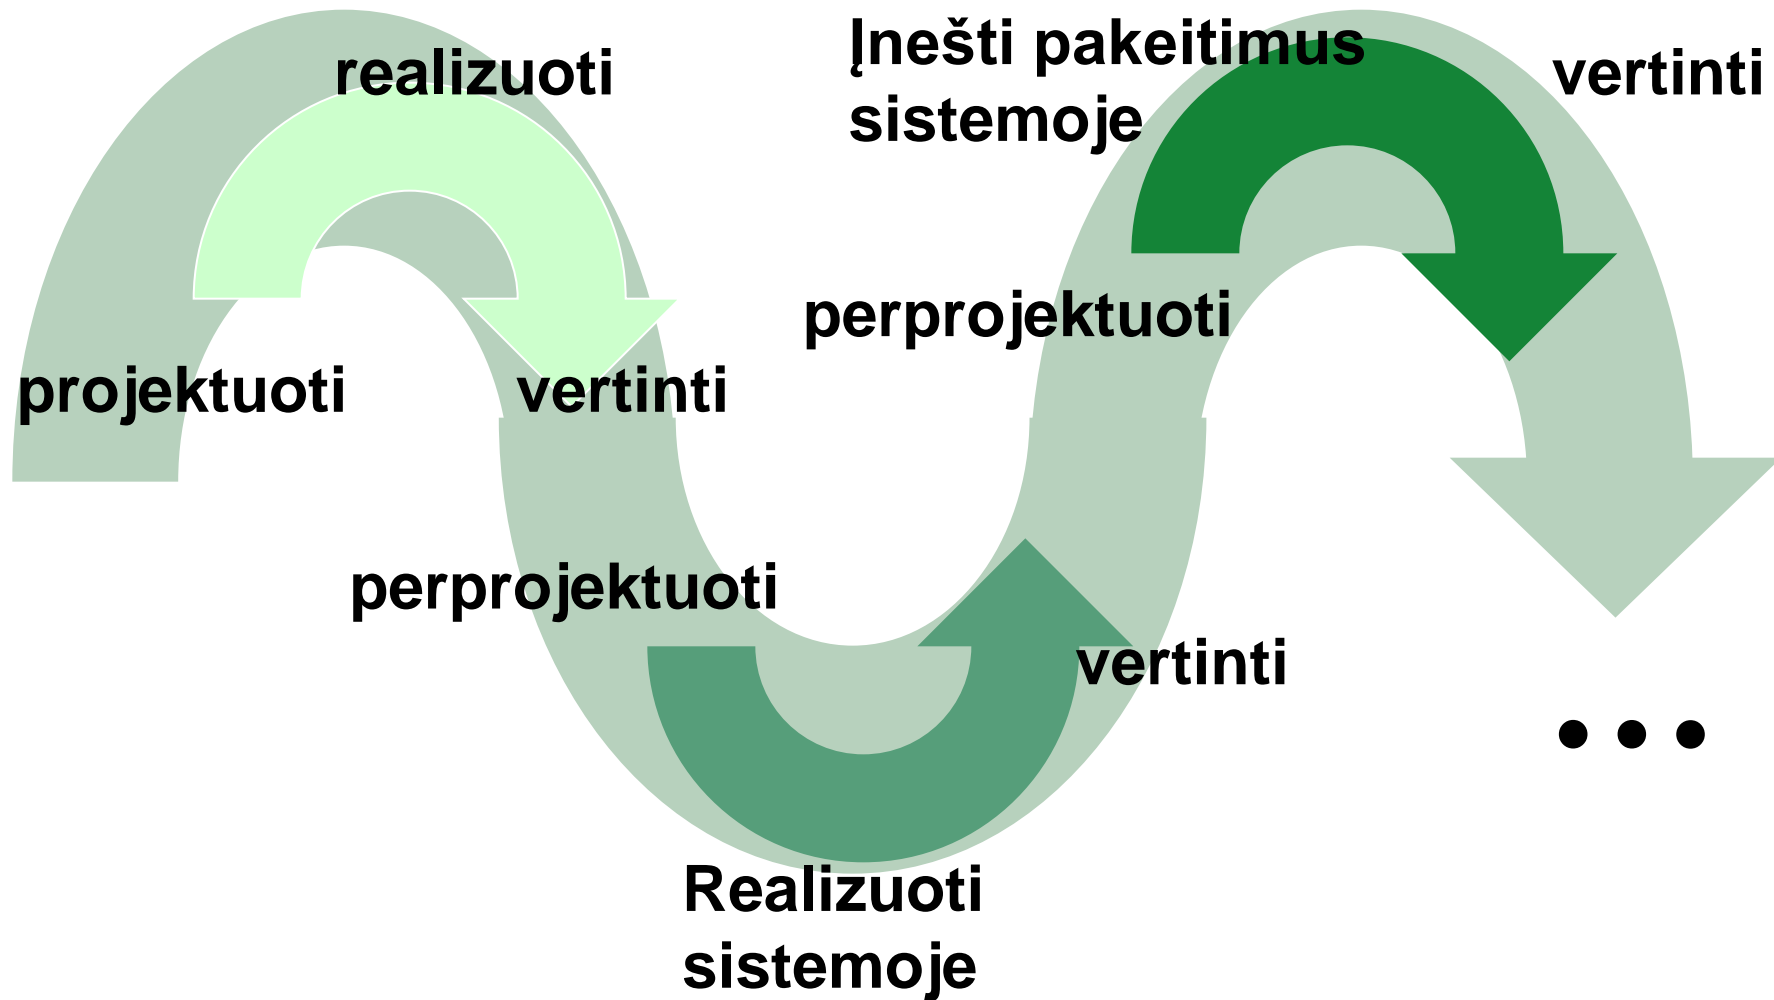 realizuoti
Įnešti pakeitimus
sistemoje
vertinti
perprojektuoti
projektuoti
vertinti
perprojektuoti
vertinti
...
Realizuoti
sistemoje